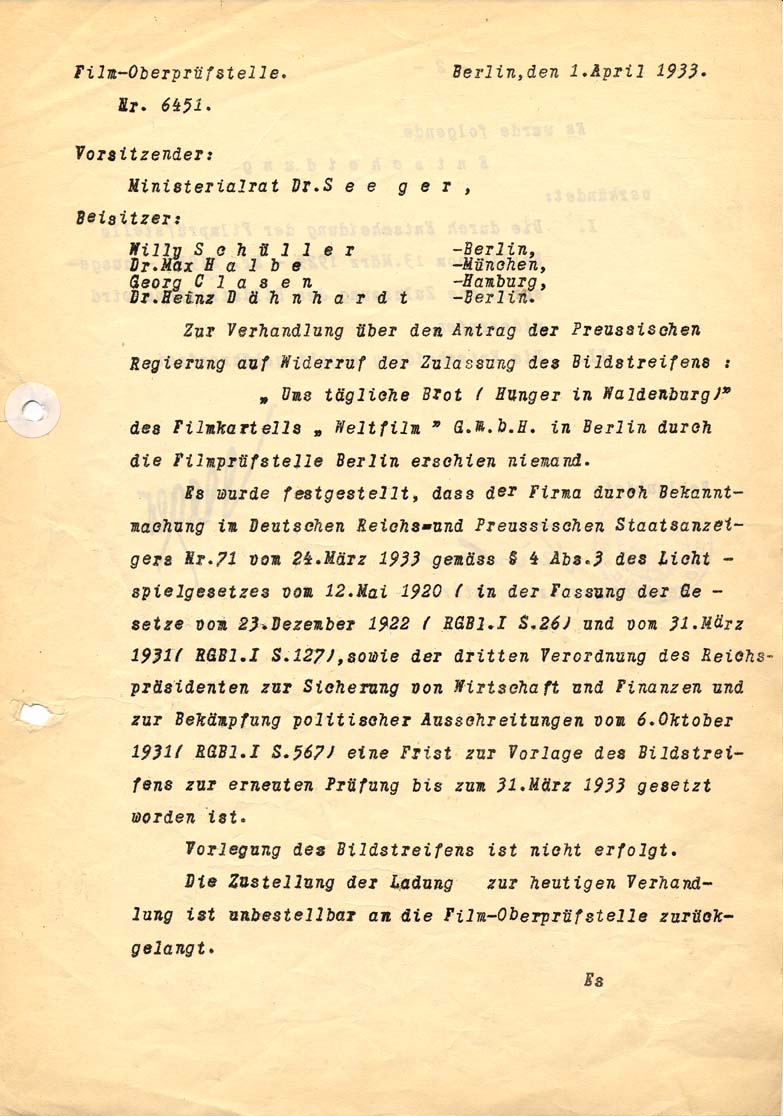 Film-Oberprüfstelle. Berlin,den 1.April 1933.
Nr. 6451.
Vorsitzender:
Ministerialrat Dr.S e e g e r ,
Beisitzer:
Willy S c h ü l l e r -Berlin,
Dr.Max H a l b e -München,
Georg C l a s e n -Hamburg,
Dr.Heinz D ä h n h a r d t -Berlin.
Zur Verhandlung über den Antrag der Preussischen
Regierung auf Widerruf der Zulassung des Bildstreifens :
„ Ums tägliche Brot ( Hunger in Waldenburg)"
des Filmkartells „ Weltfilm " G.m.b.H. in Berlin durch
die Filmprüfstelle Berlin erschien niemand.
Es wurde festgestellt, dass der Firma durch Bekannt-
machung im Deutschen Reichs-und Preussischen Staatsanzei-
gers Nr.71 vom 24.März 1933 gemäss § 4 Abs.3 des Licht -
spielgesetzes vom 12.Mai 1920 ( in der Fassung der Ge -
setze vom 23.Dezember 1922 ( RGBl.I S.26) und vom 31.März
1931( RGBl.I S.127),sowie der dritten Verordnung des Reichs-
präsidenten zur Sicherung von Wirtschaft und Finanzen und
zur Bekämpfung politischer Ausschreitungen vom 6.Oktober
1931( RGBl.I S.567) eine Frist zur Vorlage des Bildstrei-
fens zur erneuten Prüfung bis zum 31.März 1933 gesetzt
worden ist.
Vorlegung des Bildstreifens ist nicht erfolgt.
Die Zustellung der Ladung zur heutigen Verhand-
lung ist unbestellbar an die Film-Oberprüfstelle zurück-
gelangt.
Es